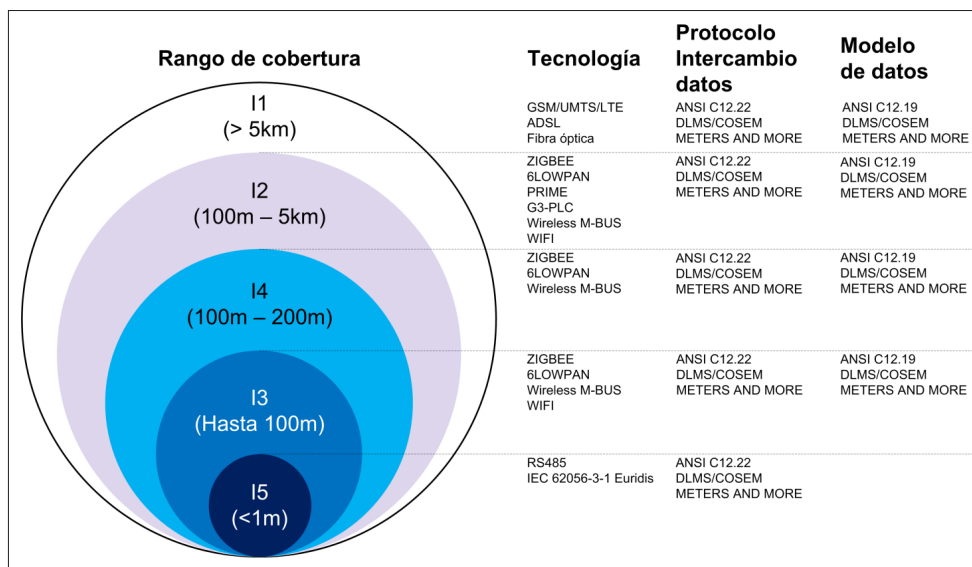 Rango de cobertura
Tecnología
Protocolo
Intercambio
datos
Modelo
de datos
I1
(> 5km)
GSM/UMTS/LTE
ADSL
Fibra óptica
ANSI C12.22
DLMS/COSEM
METERS AND MORE
ANSI C12.19
DLMS/COSEM
METERS AND MORE
I2
(100m – 5km)
ZIGBEE
6LOWPAN
PRIME
G3-PLC
Wireless M-BUS
WIFI
ANSI C12.22
DLMS/COSEM
METERS AND MORE
ANSI C12.19
DLMS/COSEM
METERS AND MORE
I4
(100m – 200m)
ZIGBEE
6LOWPAN
Wireless M-BUS
ANSI C12.22
DLMS/COSEM
METERS AND MORE
ANSI C12.19
DLMS/COSEM
METERS AND MORE
I3
(Hasta 100m)
ZIGBEE
6LOWPAN
Wireless M-BUS
WIFI
ANSI C12.22
DLMS/COSEM
METERS AND MORE
ANSI C12.19
DLMS/COSEM
METERS AND MORE
I5
(<1m)
RS485
IEC 62056-3-1 Euridis
ANSI C12.22
DLMS/COSEM
METERS AND MORE